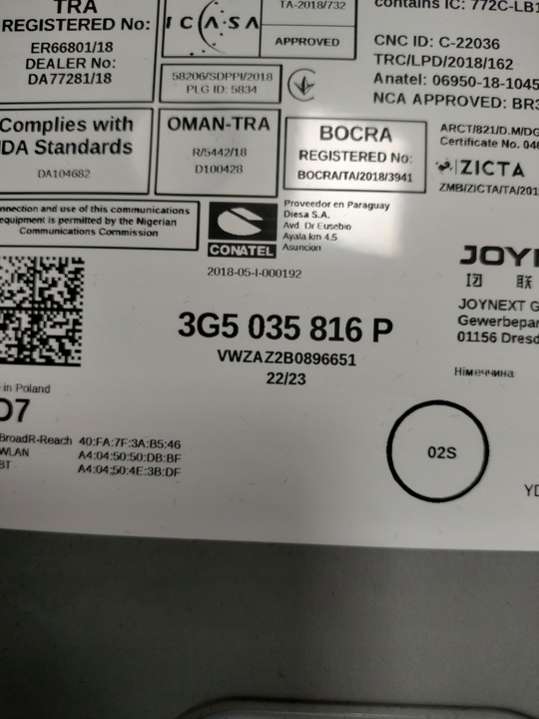 TRA
REGISTERED No:
ER66801/18
DEALER No:
DA77281/18
ICASA
TA-2018/732
APPROVED
contains IC: 772C-LB1
CNC ID: C-22036
TRC/LPD/2018/162
Anatel: 06950-18-1045
NCA APPROVED: BR3
58206/SDPPI/2018
PLG ID: 5834
Complies with
IDA Standards
DA104682
OMAN-TRA
R/5442/18
D100428
BOCRA
REGISTERED No:
BOCRA/TA/2018/3941
ARCT/821/D.M/DG
Certificate No. 046
ZICTA
ZMB/ZICTA/TA/201
nnection and use of this communications
equipment is permitted by the Nigerian
Communications Commission
CONATEL
Proveedor en Paraguay
Diesa S.A.
Avd. Dr Eusebio
Ayala km 4.5
Asuncion
2018-05-I-000192
JOYNE
联
JOYNEXT G
Gewerbepar
01156 Dresd
Німеччина
3G5 035 816 P
VWZAZ2B0896651
22/23
in Poland
D7
BroadR-Reach 40:FA:7F:3A:B5:46
WLAN A4:04:50:50:DB:BF
BT A4:04:50:4E:3B:DF
02S
YD